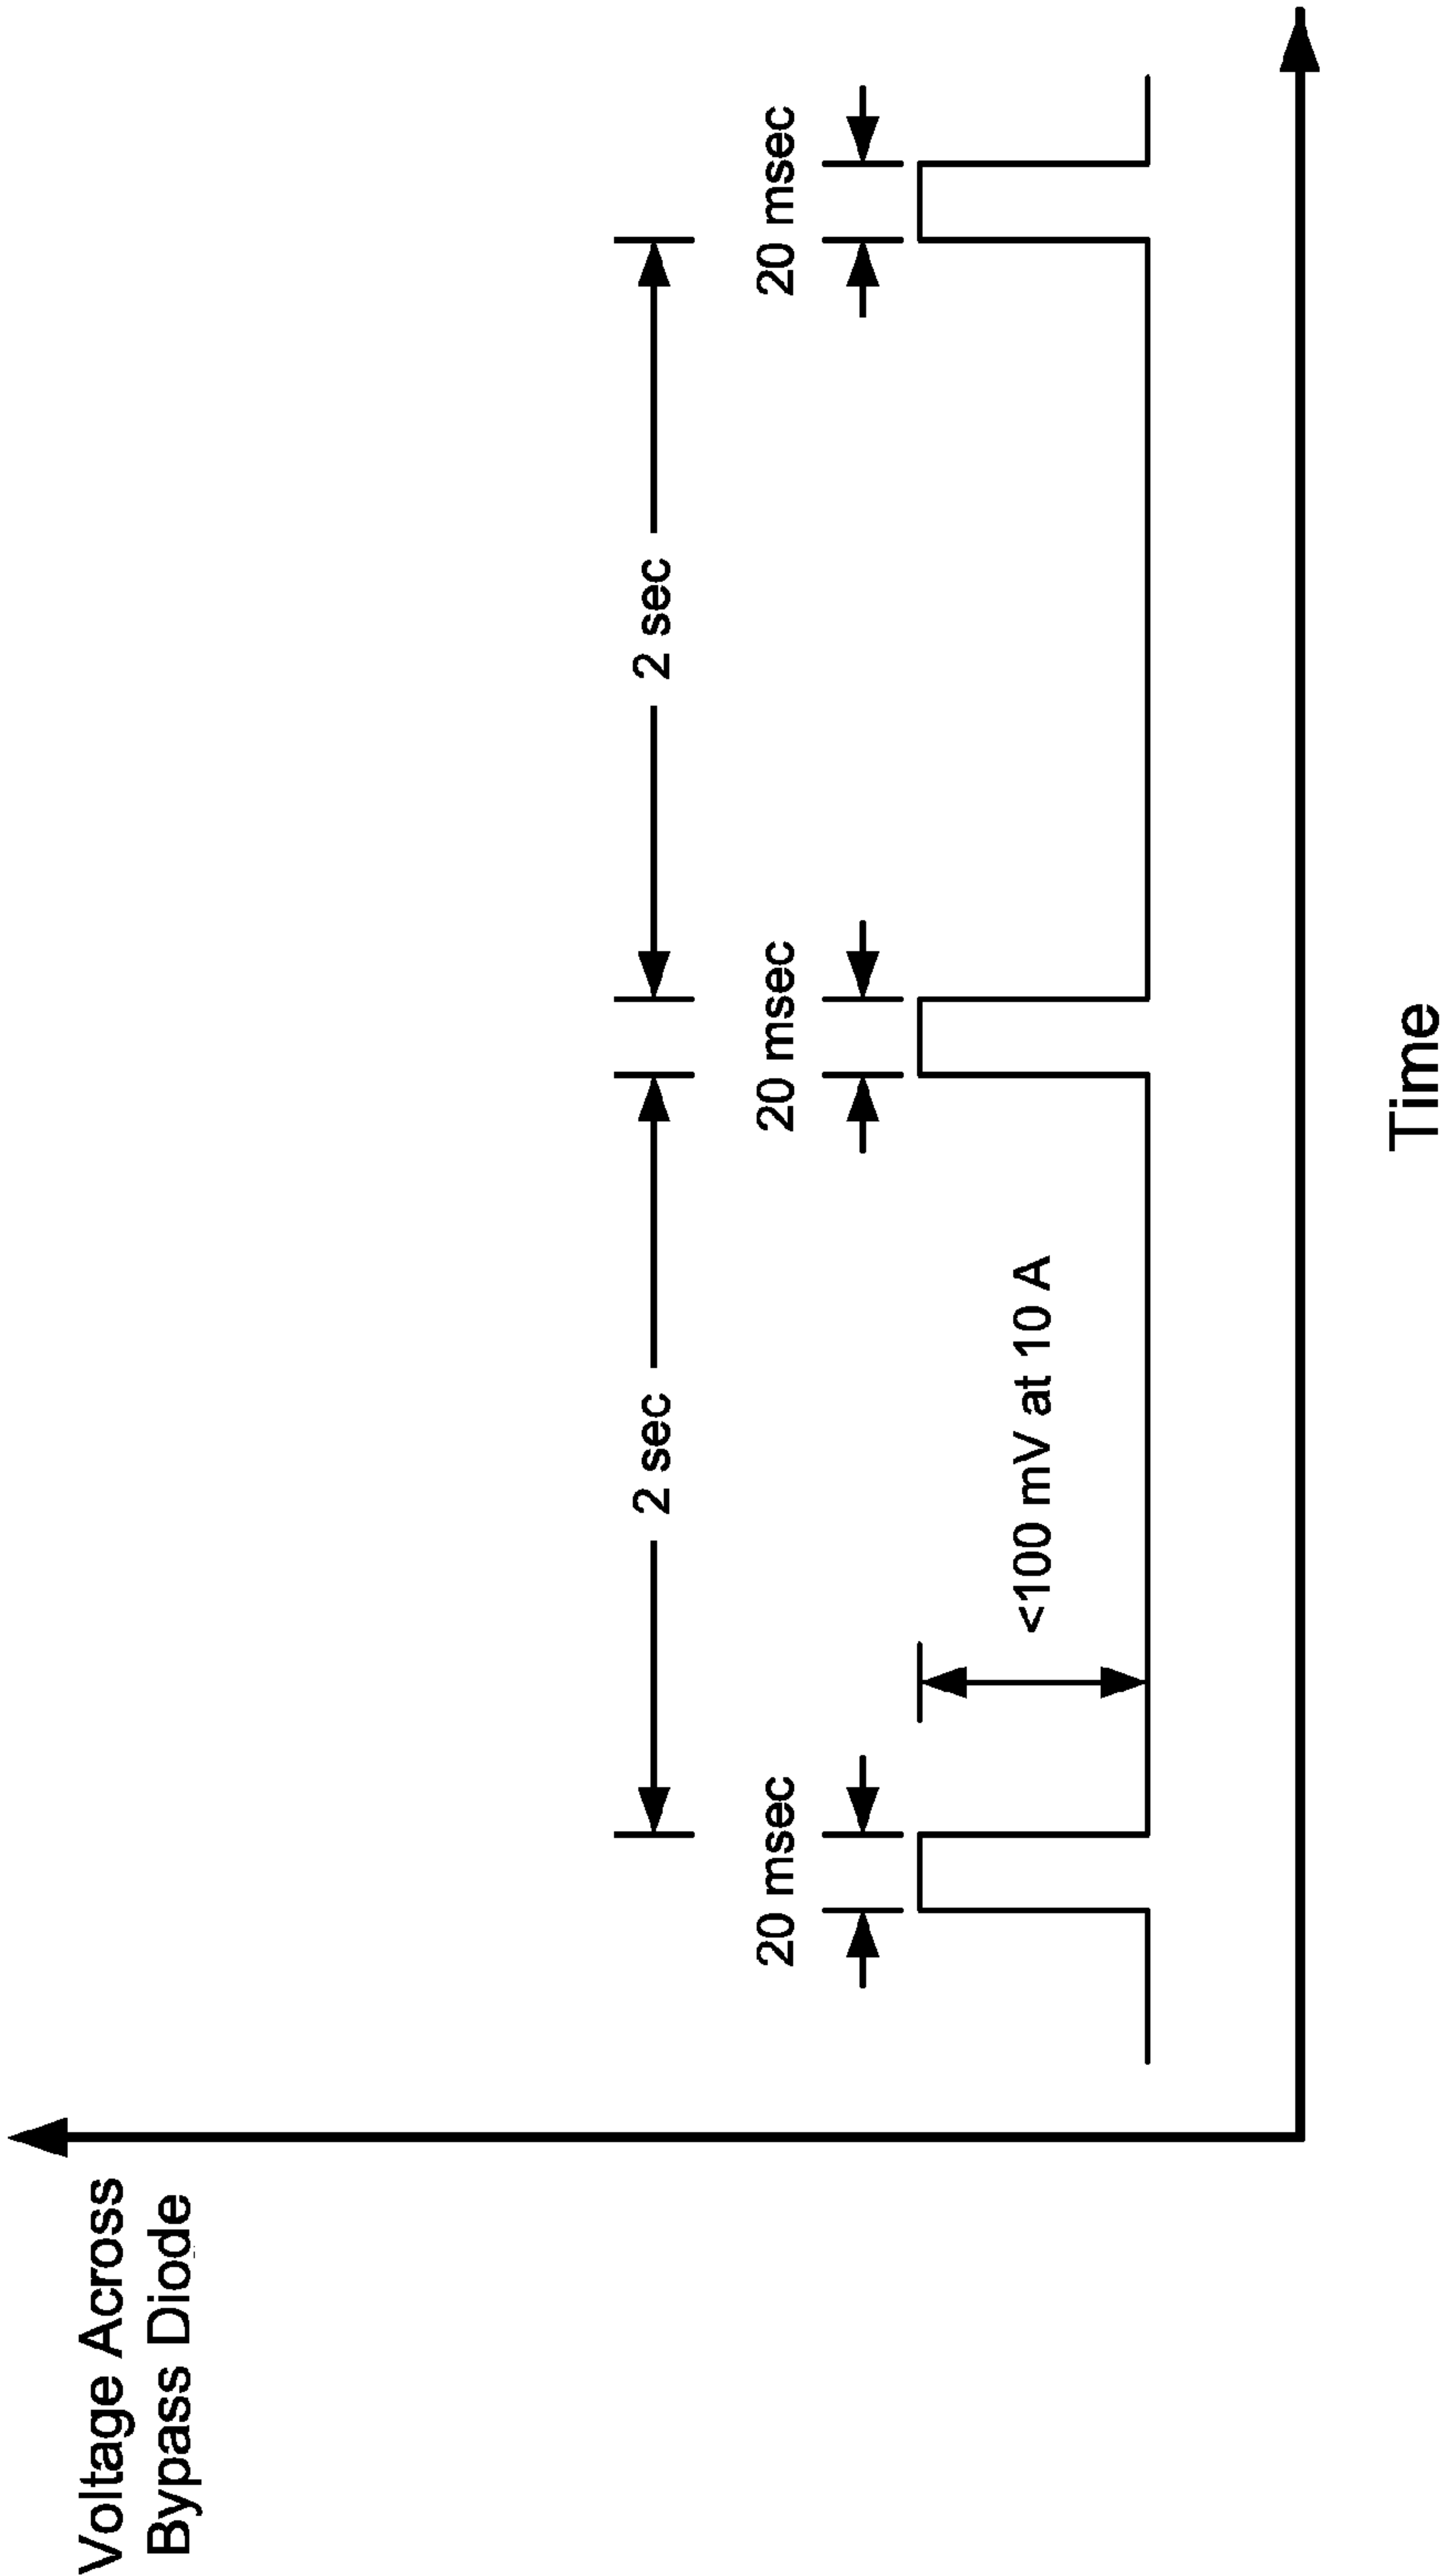 Voltage Across
Bypass Diode
2 sec
2 sec
20 msec
20 msec
20 msec
<100 mV at 10 A
Time